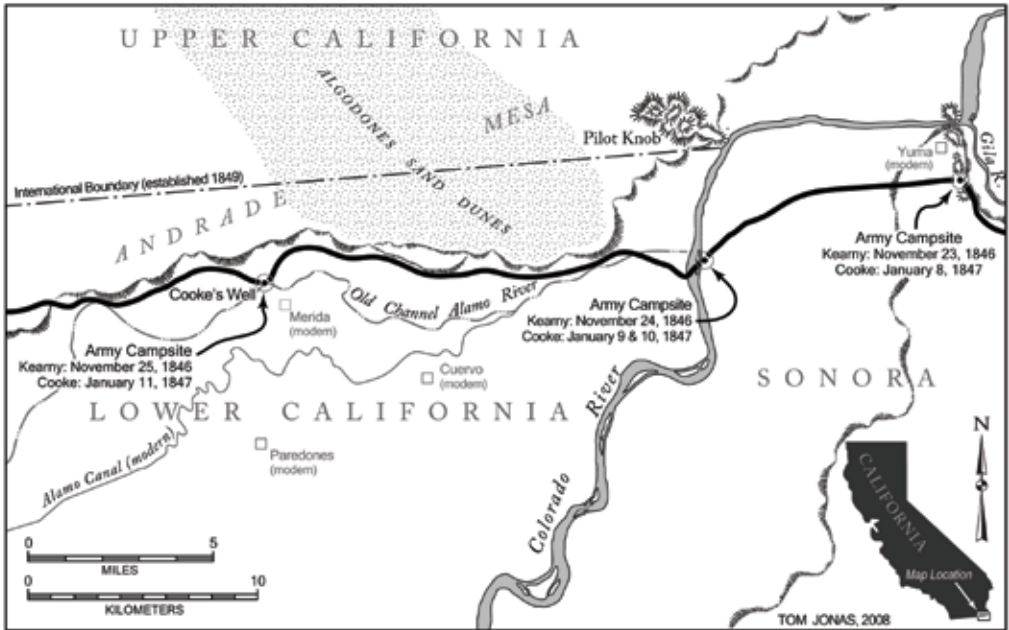 UPPER CALIFORNIA
ALGODONES SAND DUNES
MESA
Pilot Knob
Yuma
(modern)
Gila R.
International Boundary (established 1849)
ANDRADE
Army Campsite
Kearny: November 23, 1846
Cooke: January 8, 1847
Cooke's Well
Merida
(modern)
Old Channel Alamo River
Army Campsite
Kearny: November 24, 1846
Cooke: January 9 & 10, 1847
Army Campsite
Kearny: November 25, 1846
Cooke: January 11, 1847
Cuervo
(modern)
SONORA
LOWER CALIFORNIA
Colorado River
Paredones
(modern)
Alamo Canal (modern)
N
CALIFORNIA
Map Location
0 5
MILES
0 10
KILOMETERS
TOM JONAS, 2008